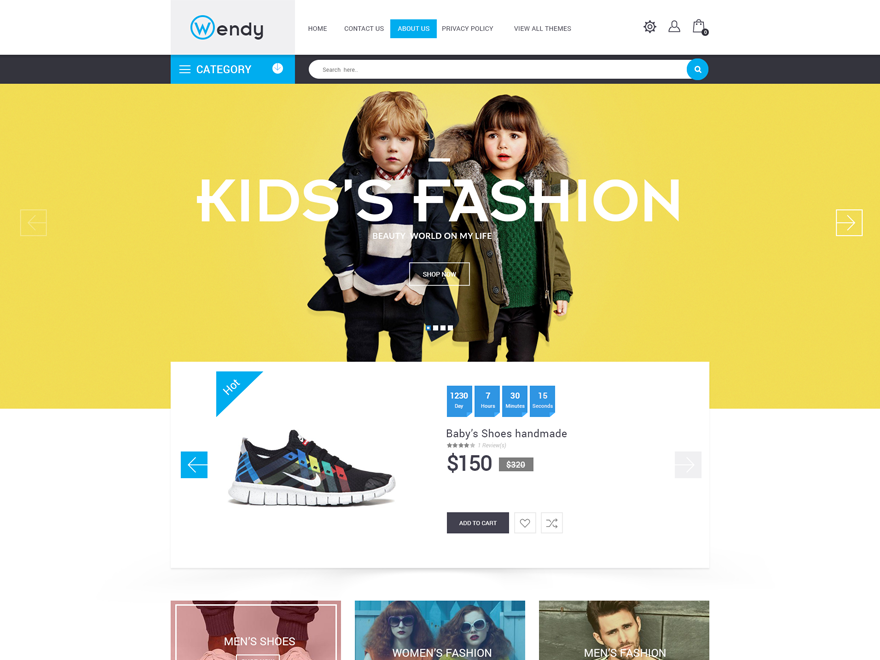 Wendy
HOME CONTACT US ABOUT US PRIVACY POLICY VIEW ALL THEMES
0
CATEGORY
Search here...
KIDS'S FASHION
BEAUTY WORLD ON MY LIFE
SHOP NOW
Hot
1230 7 30 15
Day Hours Minutes Seconds
Baby's Shoes handmade
1 Review(s)
$150 $320
ADD TO CART
MEN'S SHOES
WOMEN'S FASHION
MEN'S FASHION